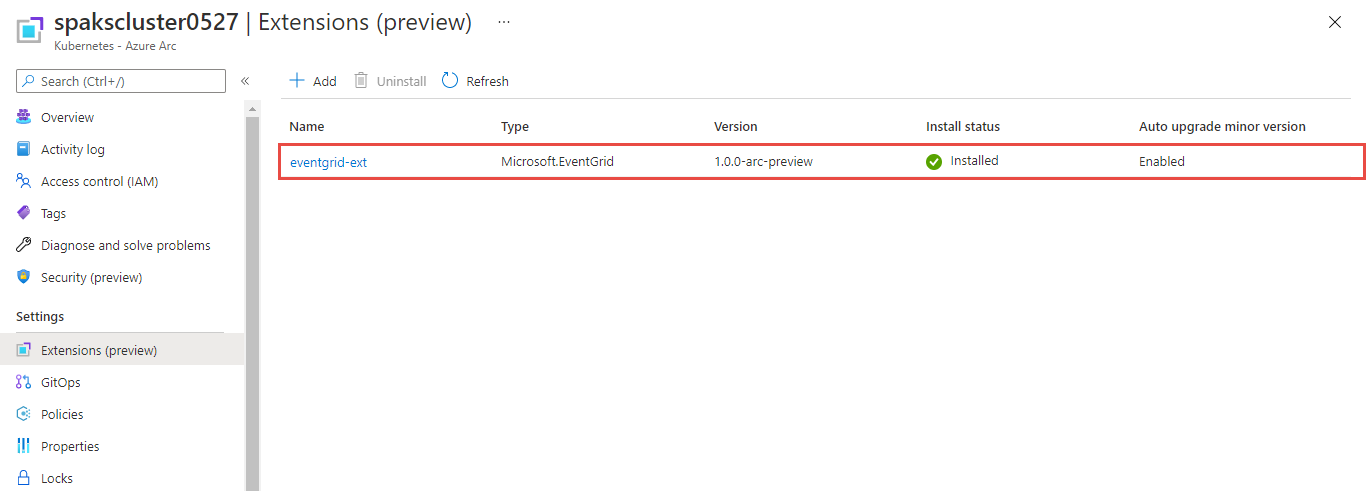 spakscluster0527 | Extensions (preview) ...
Kubernetes - Azure Arc
Search (Ctrl+/)
«
Overview
Activity log
Access control (IAM)
Tags
Diagnose and solve problems
Security (preview)
Settings
Extensions (preview)
GitOps
Policies
Properties
Locks
Add Uninstall Refresh
Name Type Version Install status Auto upgrade minor version
eventgrid-ext Microsoft.EventGrid 1.0.0-arc-preview Installed Enabled